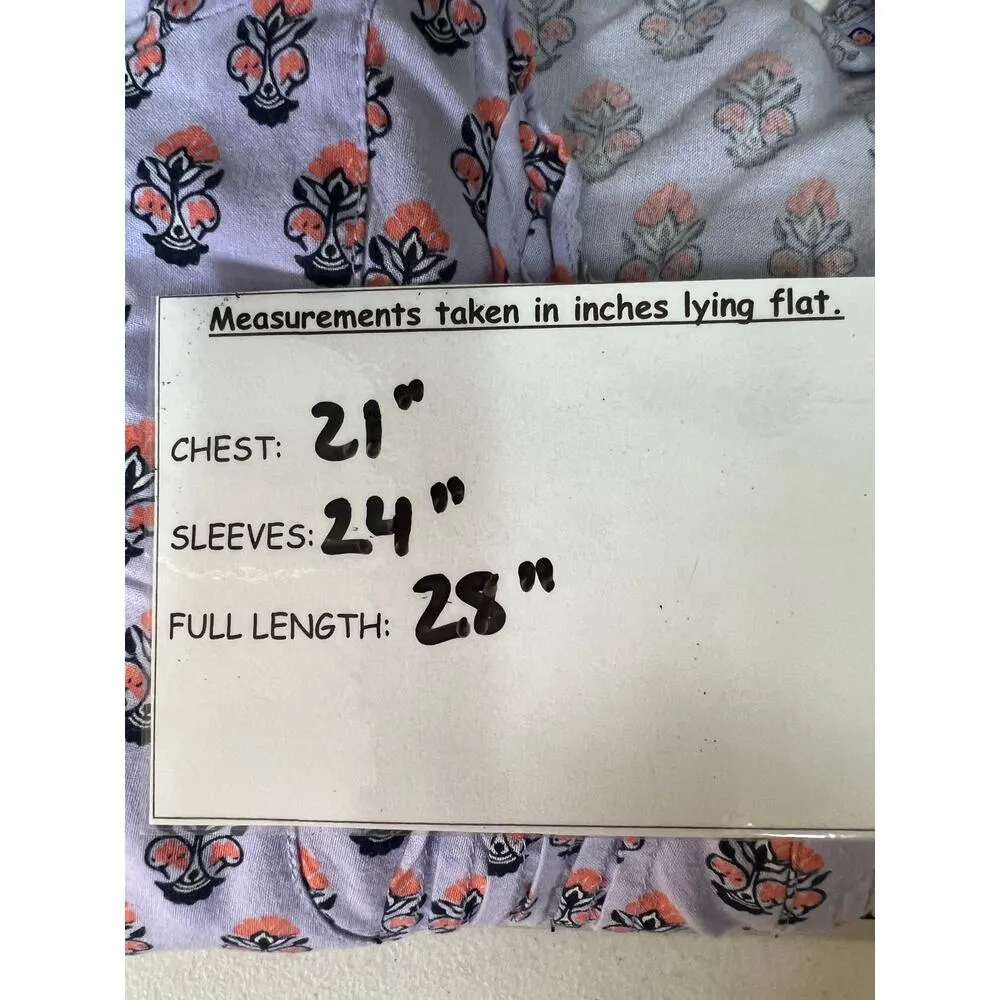 Measurements taken in inches lying flat.
CHEST: 21"
SLEEVES: 24"
FULL LENGTH: 28"